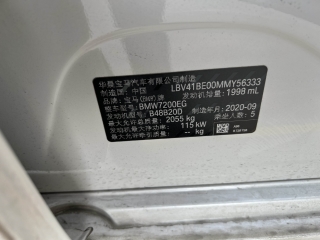 华晨宝马汽车有限公司制造
制造国：中国 LBV41BE00MMY56333
品牌：宝马(BMW)牌 发动机排量：1998 mL
整车型号：BMW7200EG
发动机型号：B48B20D 制造年月：2020-09
最大允许总质量：2055 kg 乘坐人数：5
发动机最大净功率：115 kW
-- kg